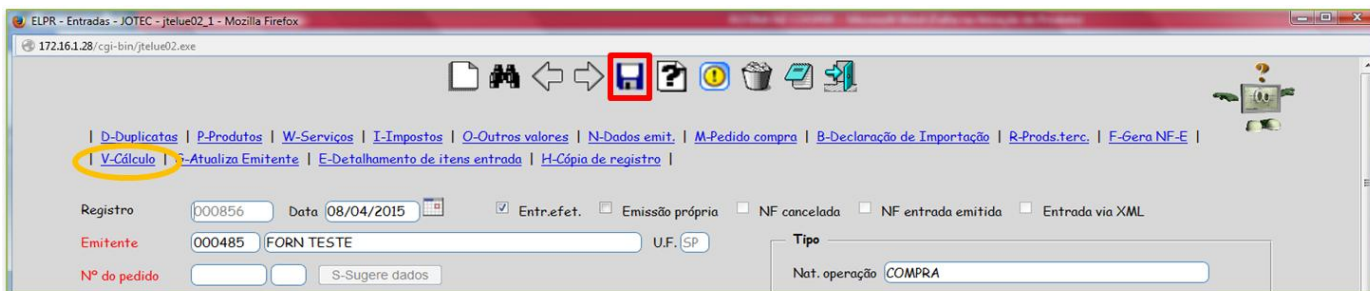 ELPR - Entradas - JOTEC - jtelue02_1 - Mozilla Firefox
172.16.1.28/cgi-bin/jtelue02.exe
| D-Duplicatas | P-Produtos | W-Serviços | I-Impostos | O-Outros valores | N-Dados emit. | M-Pedido compra | B-Declaração de Importação | R-Prods.terc. | F-Gera NF-E |
| V-Cálculo | S-Atualiza Emitente | E-Detalhamento de itens entrada | H-Cópia de registro |
Registro 000856 Data 08/04/2015 Entr.efet. Emissão própria NF cancelada NF entrada emitida Entrada via XML
Emitente 000485 FORN TESTE U.F. SP Tipo
Nº do pedido S-Sugere dados Nat. operação COMPRA